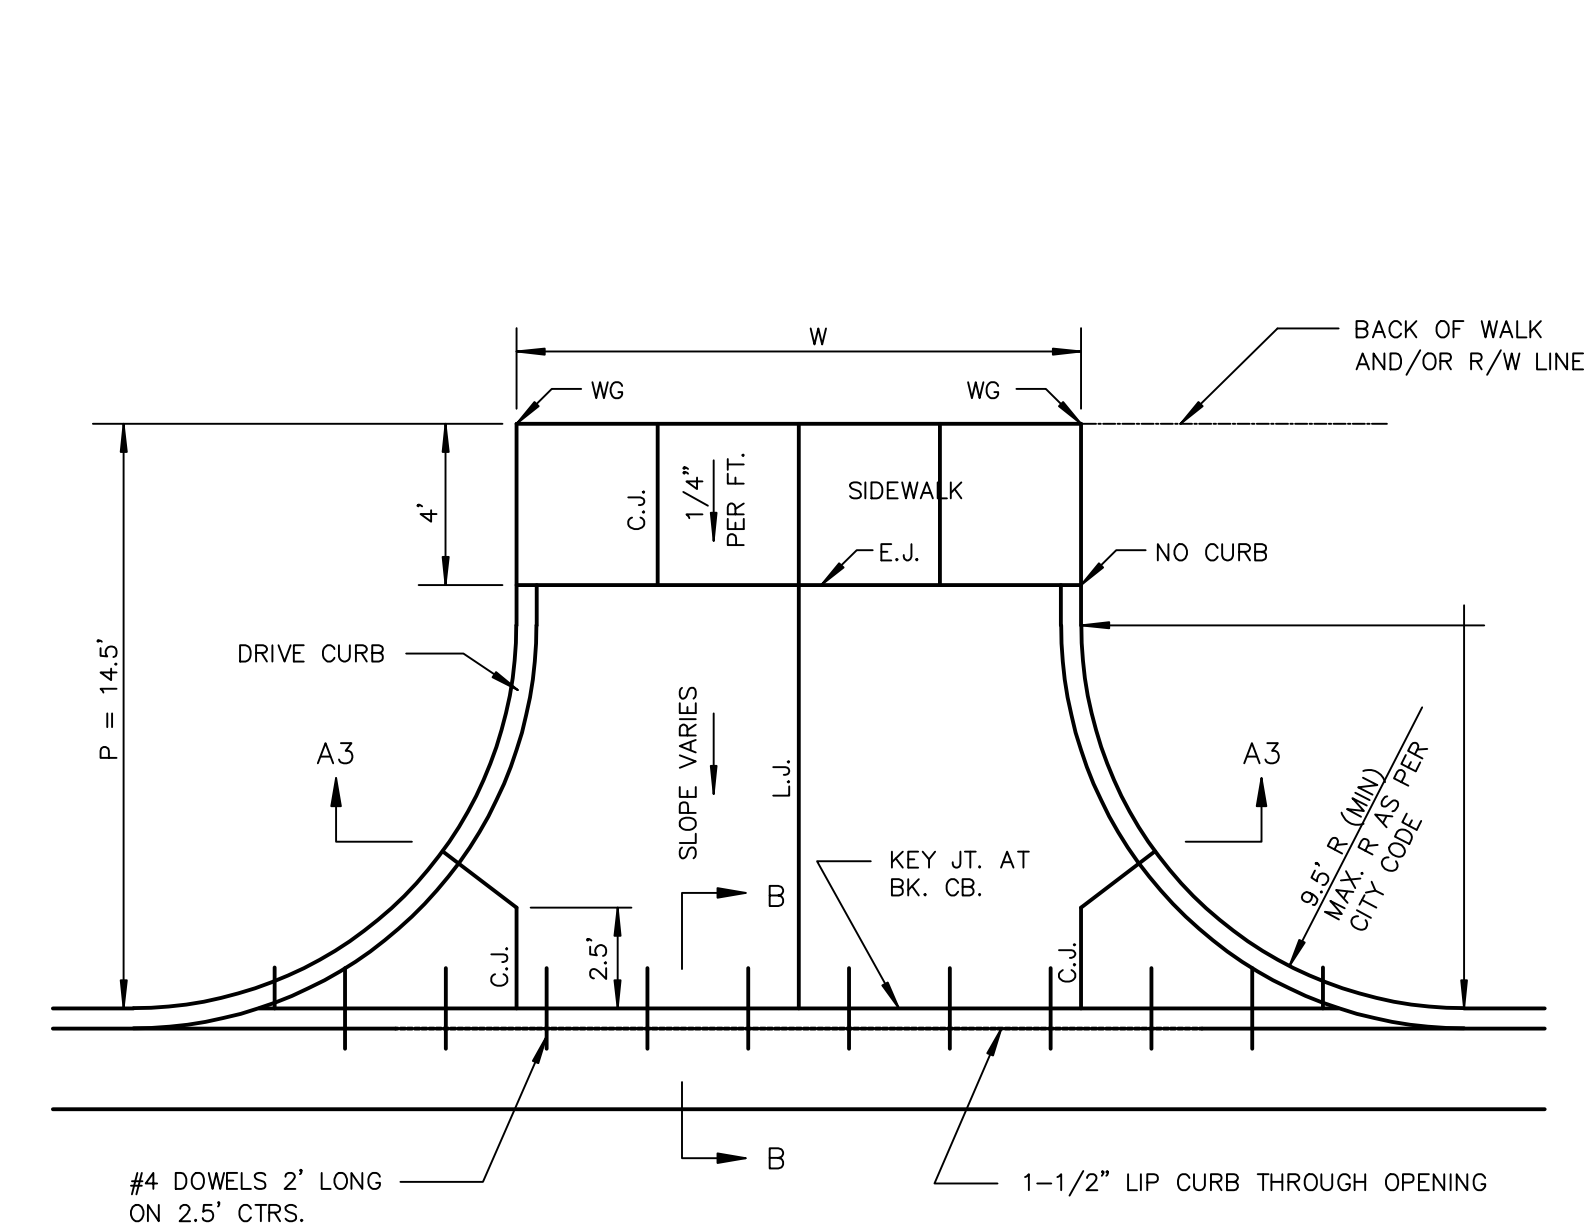 BACK OF WALK
AND/OR R/W LINE
W
WG
WG
4'
C.J.
1/4"
PER FT.
SIDEWALK
E.J.
NO CURB
P = 14.5'
DRIVE CURB
SLOPE VARIES
L.J.
A3
A3
9.5' R (MIN)
MAX. R AS PER
CITY CODE
KEY JT. AT
BK. CB.
B
C.J.
2.5'
C.J.
B
#4 DOWELS 2' LONG
ON 2.5' CTRS.
1-1/2" LIP CURB THROUGH OPENING